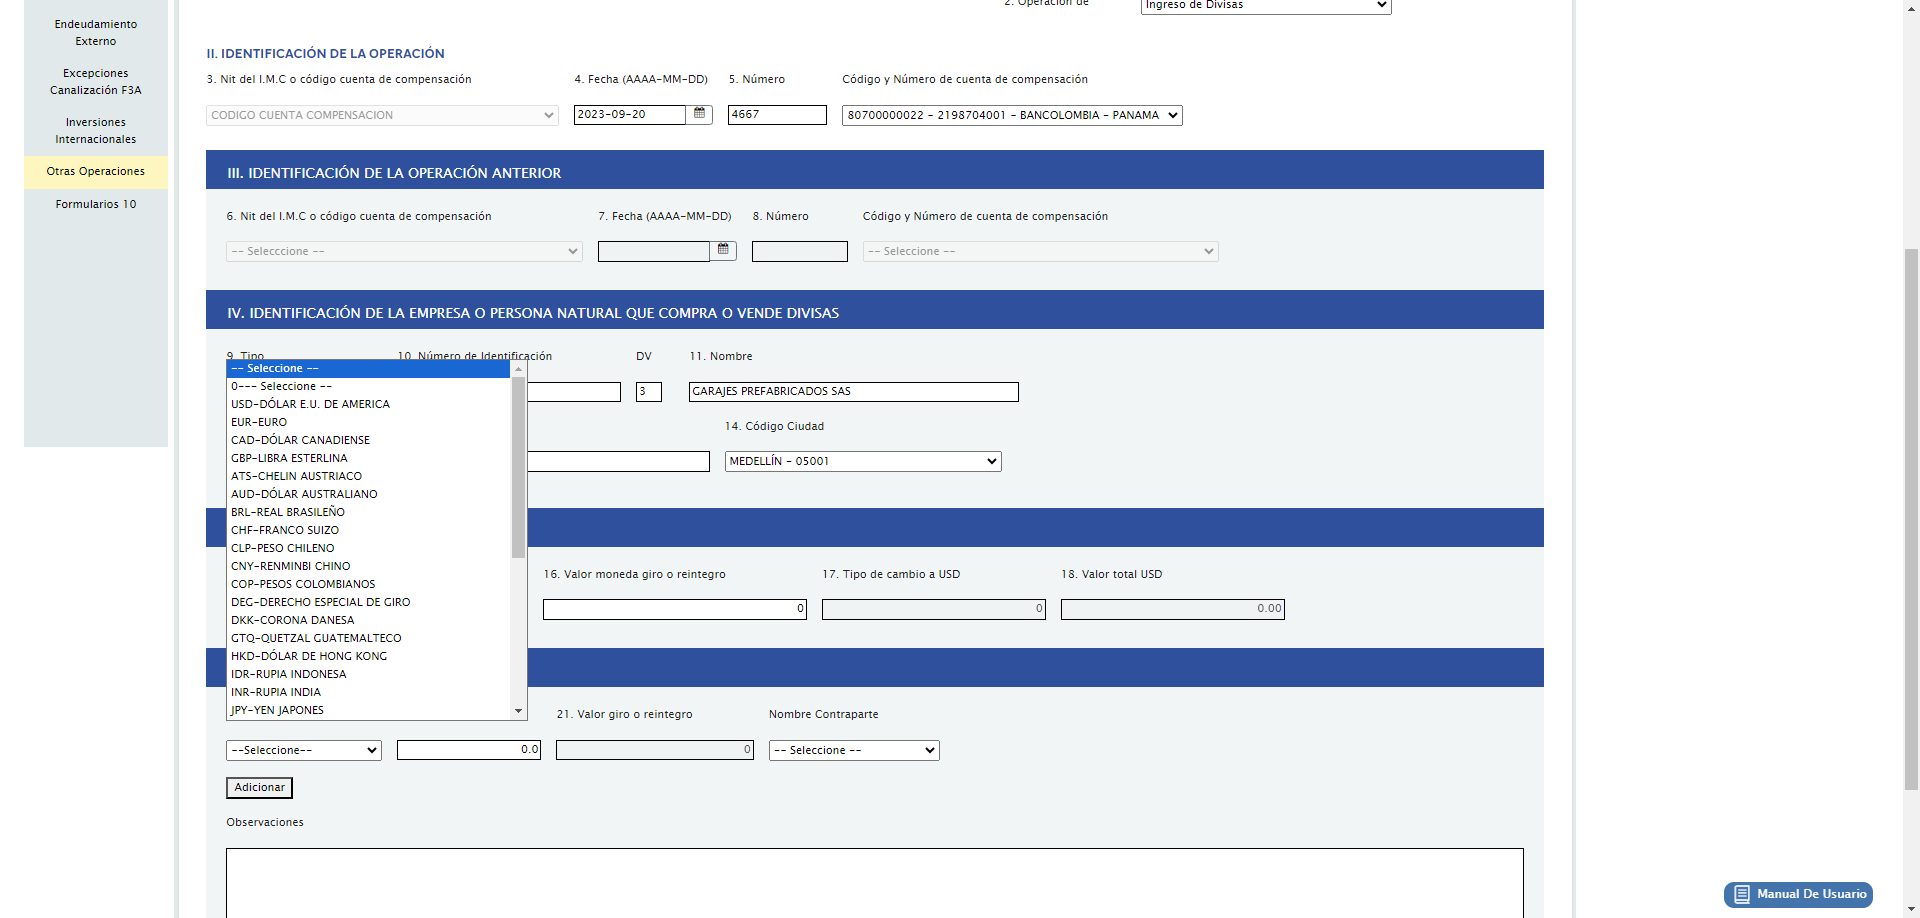 2. Operación de
Ingreso de Divisas
Endeudamiento
Externo
Excepciones
Canalización F3A
Inversiones
Internacionales
Otras Operaciones
Formularios 10
II. IDENTIFICACIÓN DE LA OPERACIÓN
3. Nit del I.M.C o código cuenta de compensación
4. Fecha (AAAA-MM-DD)
5. Número
Código y Número de cuenta de compensación
CODIGO CUENTA COMPENSACION
2023-09-20
4667
80700000022 - 2198704001 - BANCOLOMBIA - PANAMA
III. IDENTIFICACIÓN DE LA OPERACIÓN ANTERIOR
6. Nit del I.M.C o código cuenta de compensación
7. Fecha (AAAA-MM-DD)
8. Número
Código y Número de cuenta de compensación
-- Selecccione --
-- Seleccione --
IV. IDENTIFICACIÓN DE LA EMPRESA O PERSONA NATURAL QUE COMPRA O VENDE DIVISAS
9. Tipo
10. Número de Identificación
DV
11. Nombre
3
GARAJES PREFABRICADOS SAS
14. Código Ciudad
MEDELLÍN - 05001
-- Seleccione --
0--- Seleccione --
USD-DÓLAR E.U. DE AMERICA
EUR-EURO
CAD-DÓLAR CANADIENSE
GBP-LIBRA ESTERLINA
ATS-CHELIN AUSTRIACO
AUD-DÓLAR AUSTRALIANO
BRL-REAL BRASILEÑO
CHF-FRANCO SUIZO
CLP-PESO CHILENO
CNY-RENMINBI CHINO
COP-PESOS COLOMBIANOS
DEG-DERECHO ESPECIAL DE GIRO
DKK-CORONA DANESA
GTQ-QUETZAL GUATEMALTECO
HKD-DÓLAR DE HONG KONG
IDR-RUPIA INDONESA
INR-RUPIA INDIA
JPY-YEN JAPONES
16. Valor moneda giro o reintegro
17. Tipo de cambio a USD
18. Valor total USD
0
0
0.00
21. Valor giro o reintegro
Nombre Contraparte
--Seleccione--
0.0
0
-- Seleccione --
Adicionar
Observaciones
Manual De Usuario